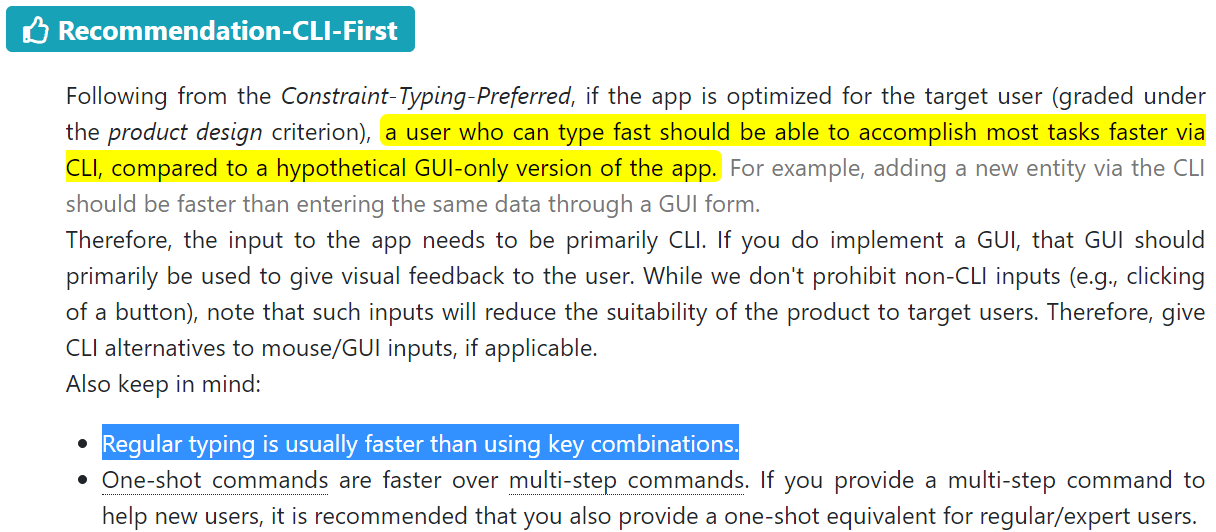 Recommendation-CLI-First
Following from the Constraint-Typing-Preferred, if the app is optimized for the target user (graded under
the product design criterion), a user who can type fast should be able to accomplish most tasks faster via
CLI, compared to a hypothetical GUI-only version of the app. For example, adding a new entity via the CLI
should be faster than entering the same data through a GUI form.
Therefore, the input to the app needs to be primarily CLI. If you do implement a GUI, that GUI should
primarily be used to give visual feedback to the user. While we don't prohibit non-CLI inputs (e.g., clicking
of a button), note that such inputs will reduce the suitability of the product to target users. Therefore, give
CLI alternatives to mouse/GUI inputs, if applicable.
Also keep in mind:
• Regular typing is usually faster than using key combinations.
• One-shot commands are faster over multi-step commands. If you provide a multi-step command to
help new users, it is recommended that you also provide a one-shot equivalent for regular/expert users.